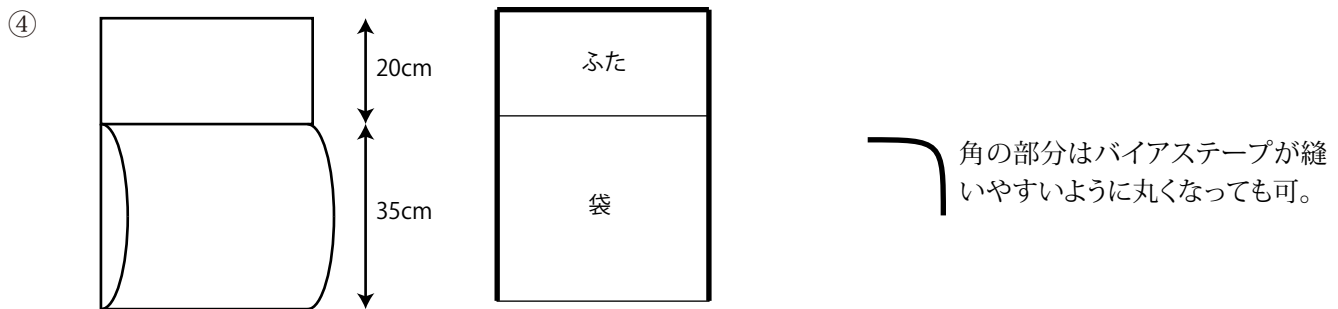 ④
20cm
35cm
ふた
袋
角の部分はバイアステープが縫
いやすいように丸くなっても可。